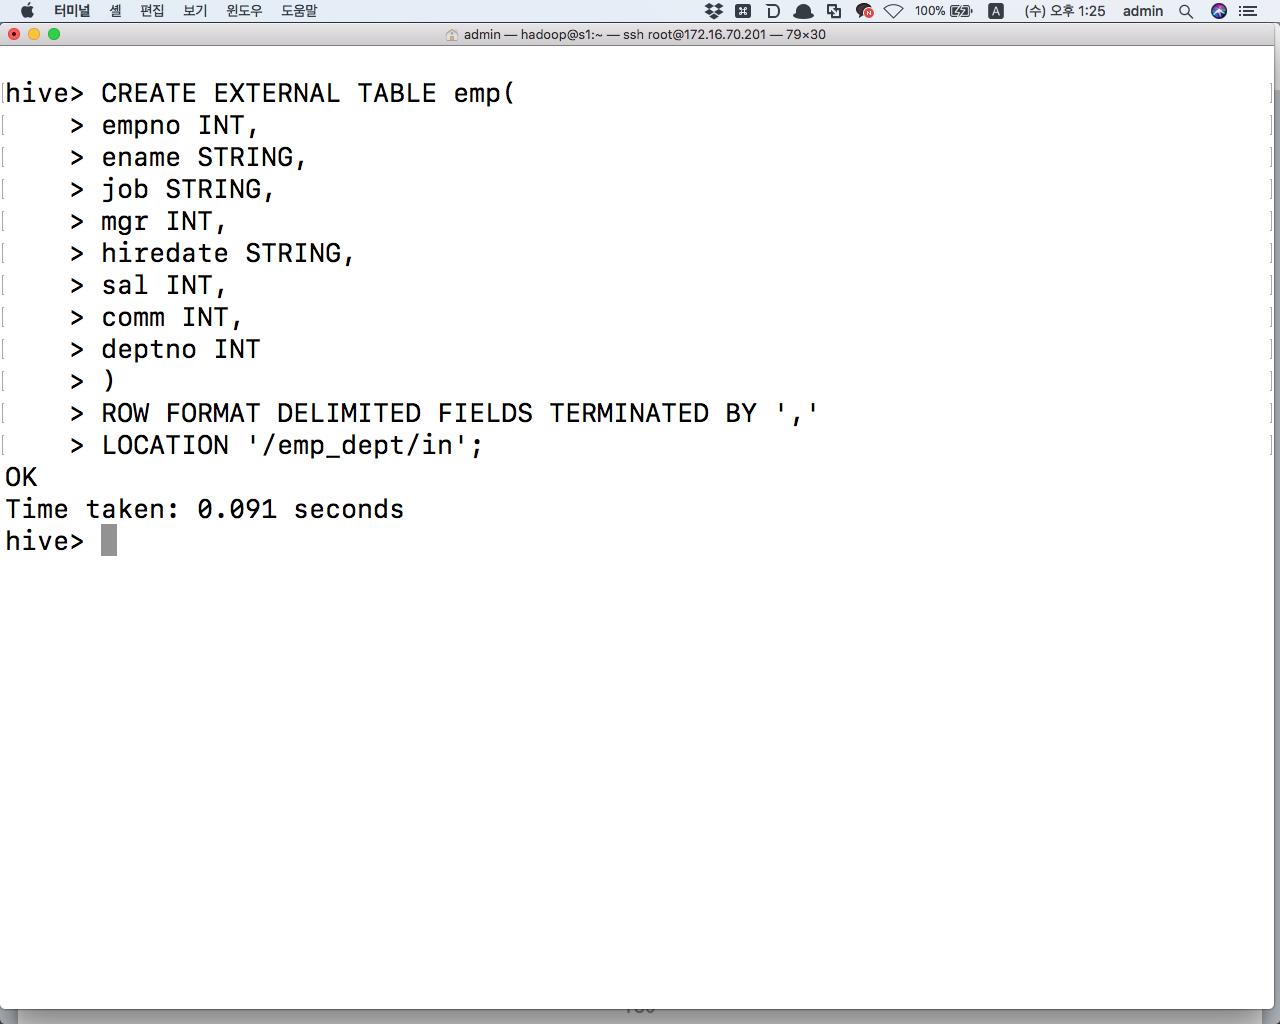 터미널 셸 편집 보기 윈도우 도움말 100% A (수) 오후 1:25 admin
admin — hadoop@s1:~ — ssh root@172.16.70.201 — 79×30
hive> CREATE EXTERNAL TABLE emp(
> empno INT,
> ename STRING,
> job STRING,
> mgr INT,
> hiredate STRING,
> sal INT,
> comm INT,
> deptno INT
> )
> ROW FORMAT DELIMITED FIELDS TERMINATED BY ','
> LOCATION '/emp_dept/in';
OK
Time taken: 0.091 seconds
hive>